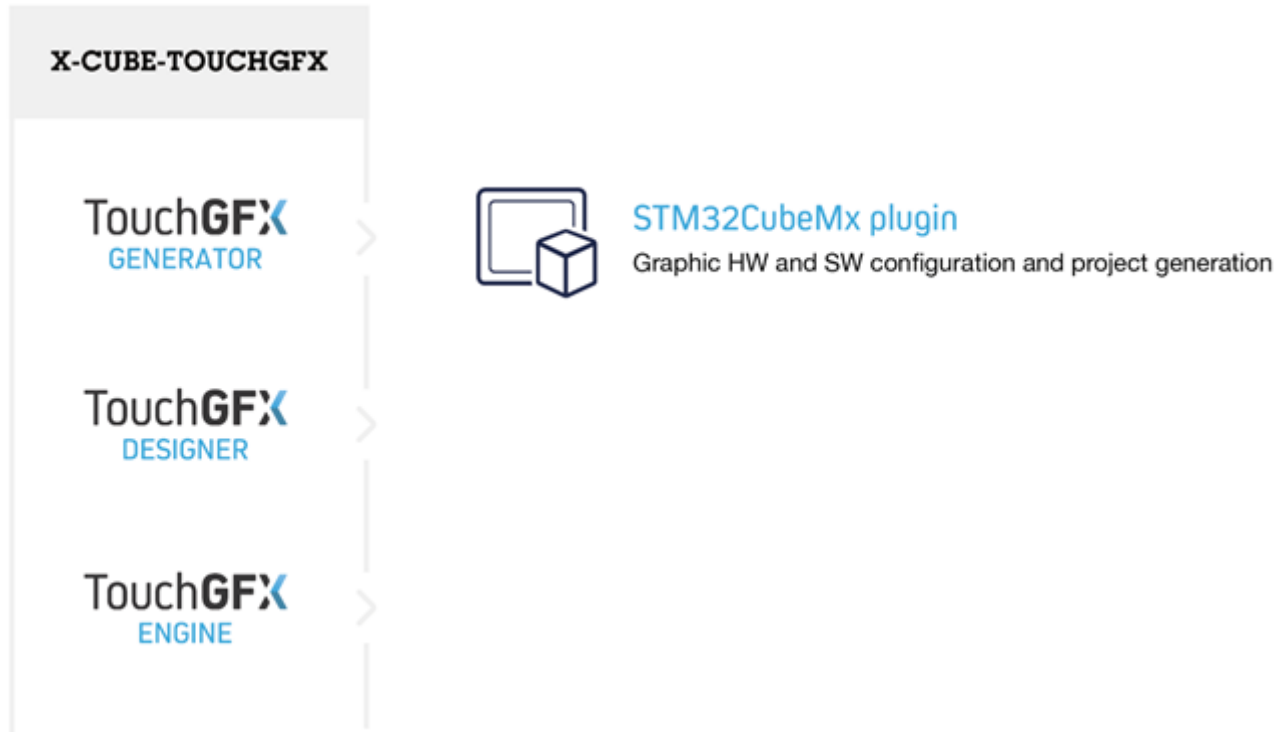 X-CUBE-TOUCHGFX
TouchGFX
GENERATOR
STM32CubeMx plugin
Graphic HW and SW configuration and project generation
TouchGFX
DESIGNER
TouchGFX
ENGINE